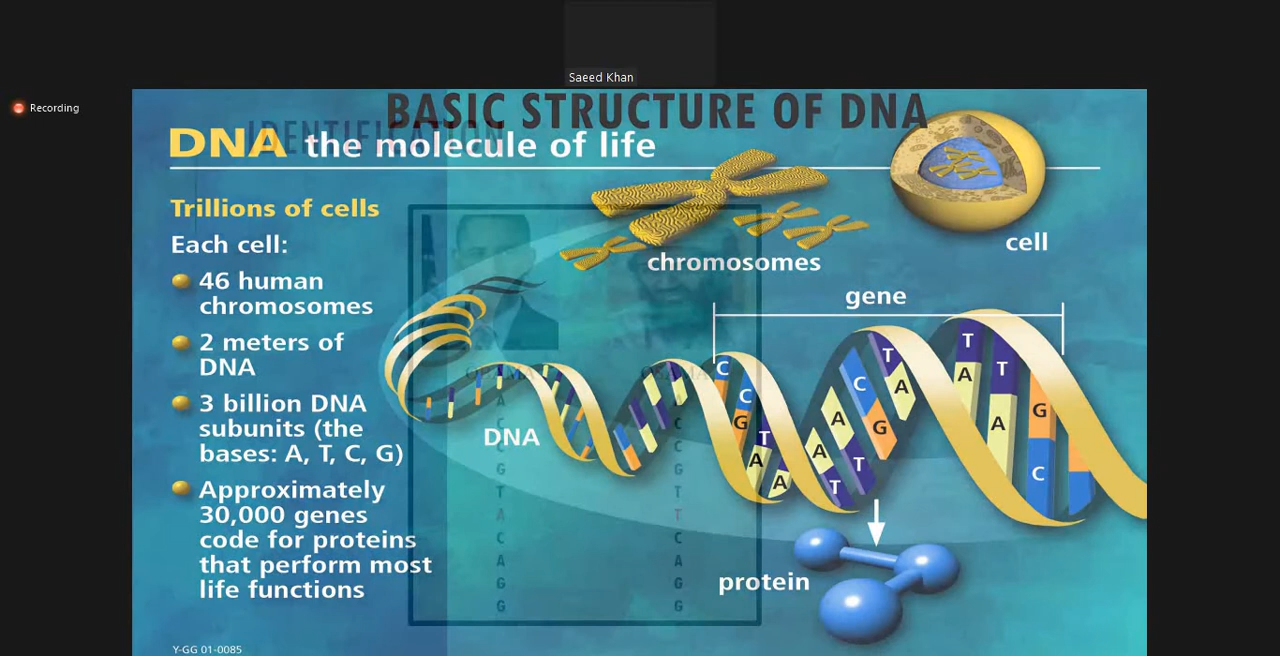 Saeed Khan
Recording
BASIC STRUCTURE OF DNA
IDENTIFICATION
DNA the molecule of life
Trillions of cells
Each cell:
46 human
chromosomes
2 meters of
DNA
3 billion DNA
subunits (the
bases: A, T, C, G)
Approximately
30,000 genes
code for proteins
that perform most
life functions
chromosomes
cell
gene
DNA
protein
C
C
G
T
A
A
A
A
T
T
C
G
T
A
T
A
T
A
G
C
OBAMA
A
C
C
G
T
A
C
A
G
G
A
C
C
G
T
T
C
A
G
G
Y-GG 01-0085